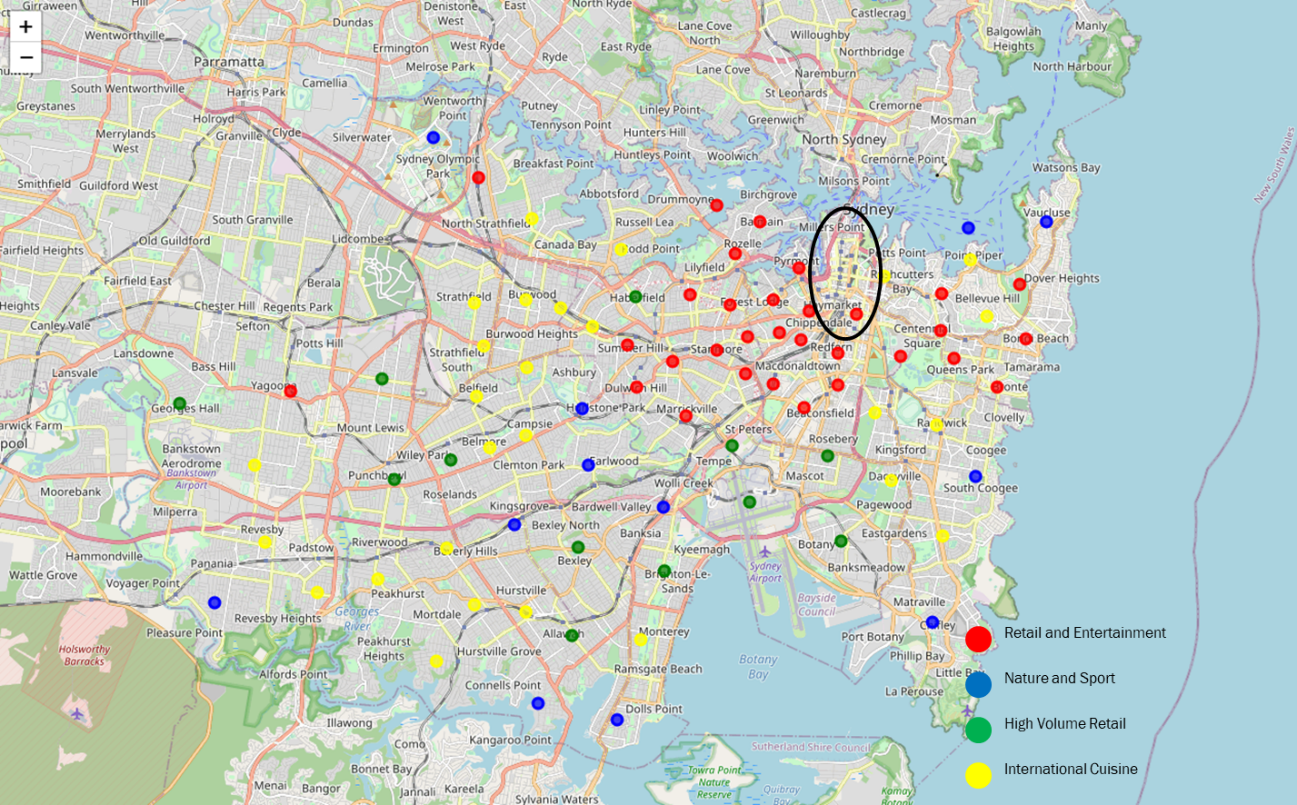 Girraween
Hills
Denistone
West
East
North Ryde
Castlecrag
Manly
+
Wentworthville
Dundas
Lane Cove
North
Willoughby
Balgowlah
Heights
Ermington
West Ryde
East Ryde
Northbridge
−
Parramatta
Melrose Park
Ryde
Lane Cove
Naremburn
North Harbour
South Wentworthville
Harris Park
Camellia
St Leonards
Greystanes
Wentworth
Point
Putney
Linley Point
Cremorne
Holroyd
Tennyson Point
Greenwich
Mosman
Merrylands
West
Granville
Clyde
Silverwater
Hunters Hill
North Sydney
New South Wales
Sydney Olympic
Park
Breakfast Point
Huntleys Point
Woolwich
Cremorne Point
Watsons Bay
Smithfield
Guildford West
Abbotsford
Drummoyne
Birchgrove
Milsons Point
South Granville
North Strathfield
Russell Lea
Balmain
Sydney
Vaucluse
Fairfield Heights
Old Guildford
Lidcombe
Canada Bay
Rodd Point
Rozelle
Millers Point
Potts Point
Point Piper
Fairfield East
Berala
Lilyfield
Pyrmont
Rushcutters
Bay
Dover Heights
Heights
Chester Hill
Regents Park
Strathfield
Burwood
Haberfield
Forest Lodge
Haymarket
Bellevue Hill
Canley Vale
Sefton
Potts Hill
Burwood Heights
Chippendale
Centennial
Square
Bondi Beach
Lansvale
Bass Hill
Strathfield
South
Summer Hill
Stanmore
Redfern
Macdonaldtown
Queens Park
Tamarama
Yagoona
Belfield
Ashbury
Dulwich Hill
Bronte
Georges Hall
Hurlstone Park
Marrickville
Beaconsfield
Clovelly
Warwick Farm
Mount Lewis
Campsie
St Peters
Randwick
pool
Bankstown
Aerodrome
Bankstown
Airport
Wiley Park
Belmore
Clemton Park
Earlwood
Tempe
Rosebery
Kingsford
Coogee
Moorebank
Punchbowl
Roselands
Wolli Creek
Mascot
Daceyville
South Coogee
Milperra
Kingsgrove
Bardwell Valley
Pagewood
Revesby
Bexley North
Banksia
Eastgardens
Hammondville
Padstow
Riverwood
Beverly Hills
Bexley
Kyeemagh
Botany
Panania
Brighton-Le-
Sands
Sydney
Airport
Banksmeadow
Wattle Grove
Voyager Point
Peakhurst
Hurstville
Bayside
Council
Matraville
Pleasure Point
Revesby Heights
Georges
River
Mortdale
Allawah
Monterey
Port Botany
Chifley
Holsworthy
Barracks
Peakhurst
Heights
Hurstville Grove
Phillip Bay
Retail and Entertainment
Alfords Point
Connells Point
Ramsgate Beach
Botany
Bay
Little Bay
Nature and Sport
La Perouse
Illawong
Dolls Point
High Volume Retail
Como
Kangaroo Point
Sutherland Shire Council
Bonnet Bay
Towra Point
Nature
Reserve
International Cuisine
Menai
Bangor
Jannali
Kareela
Sylvania Waters
Quibray
Bay
Kamay
Botany